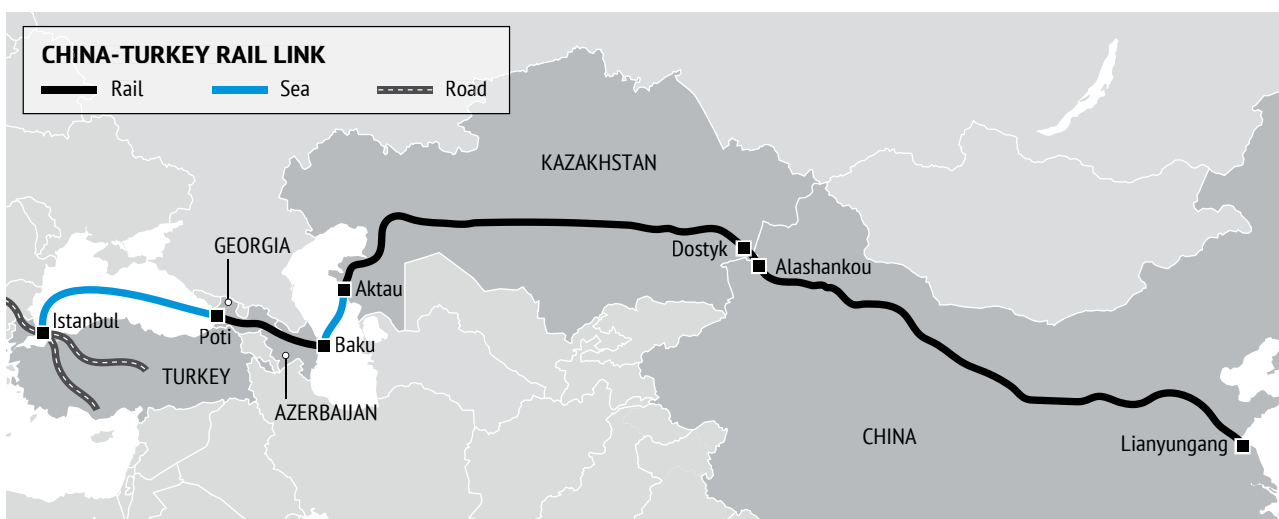 CHINA-TURKEY RAIL LINK
Rail Sea Road
KAZAKHSTAN
GEORGIA
Dostyk
Alashankou
Aktau
Istanbul
Poti
Baku
TURKEY
AZERBAIJAN
CHINA
Lianyungang